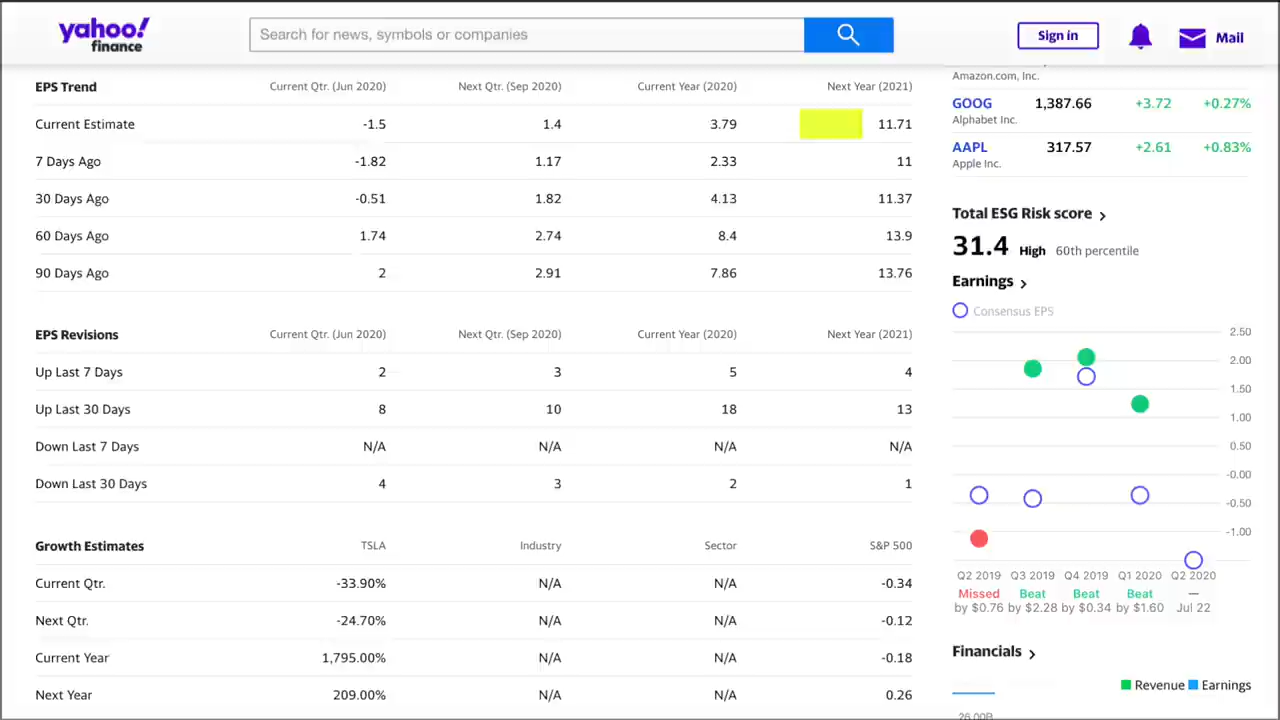 yahoo!
finance
Search for news, symbols or companies
Sign in
Mail
EPS Trend Current Qtr. (Jun 2020) Next Qtr. (Sep 2020) Current Year (2020) Next Year (2021)
Current Estimate -1.5 1.4 3.79 11.71
7 Days Ago -1.82 1.17 2.33 11
30 Days Ago -0.51 1.82 4.13 11.37
60 Days Ago 1.74 2.74 8.4 13.9
90 Days Ago 2 2.91 7.86 13.76
EPS Revisions Current Qtr. (Jun 2020) Next Qtr. (Sep 2020) Current Year (2020) Next Year (2021)
Up Last 7 Days 2 3 5 4
Up Last 30 Days 8 10 18 13
Down Last 7 Days N/A N/A N/A N/A
Down Last 30 Days 4 3 2 1
Growth Estimates TSLA Industry Sector S&P 500
Current Qtr. -33.90% N/A N/A -0.34
Next Qtr. -24.70% N/A N/A -0.12
Current Year 1,795.00% N/A N/A -0.18
Next Year 209.00% N/A N/A 0.26
Amazon.com, Inc.
GOOG 1,387.66 +3.72 +0.27%
Alphabet Inc.
AAPL 317.57 +2.61 +0.83%
Apple Inc.
Total ESG Risk score
31.4 High 60th percentile
Earnings
Consensus EPS
2.50
2.00
1.50
1.00
0.50
-0.00
-0.50
-1.00
Q2 2019 Q3 2019 Q4 2019 Q1 2020 Q2 2020
Missed Beat Beat Beat —
by $0.76 by $2.28 by $0.34 by $1.60 Jul 22
Financials
Revenue Earnings
26.00B